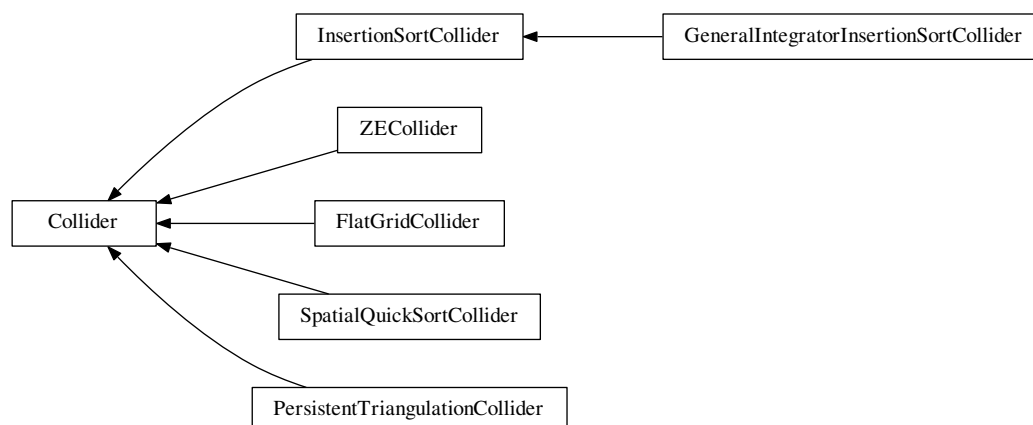 InsertionSortCollider
GeneralIntegratorInsertionSortCollider
ZECollider
Collider
FlatGridCollider
SpatialQuickSortCollider
PersistentTriangulationCollider